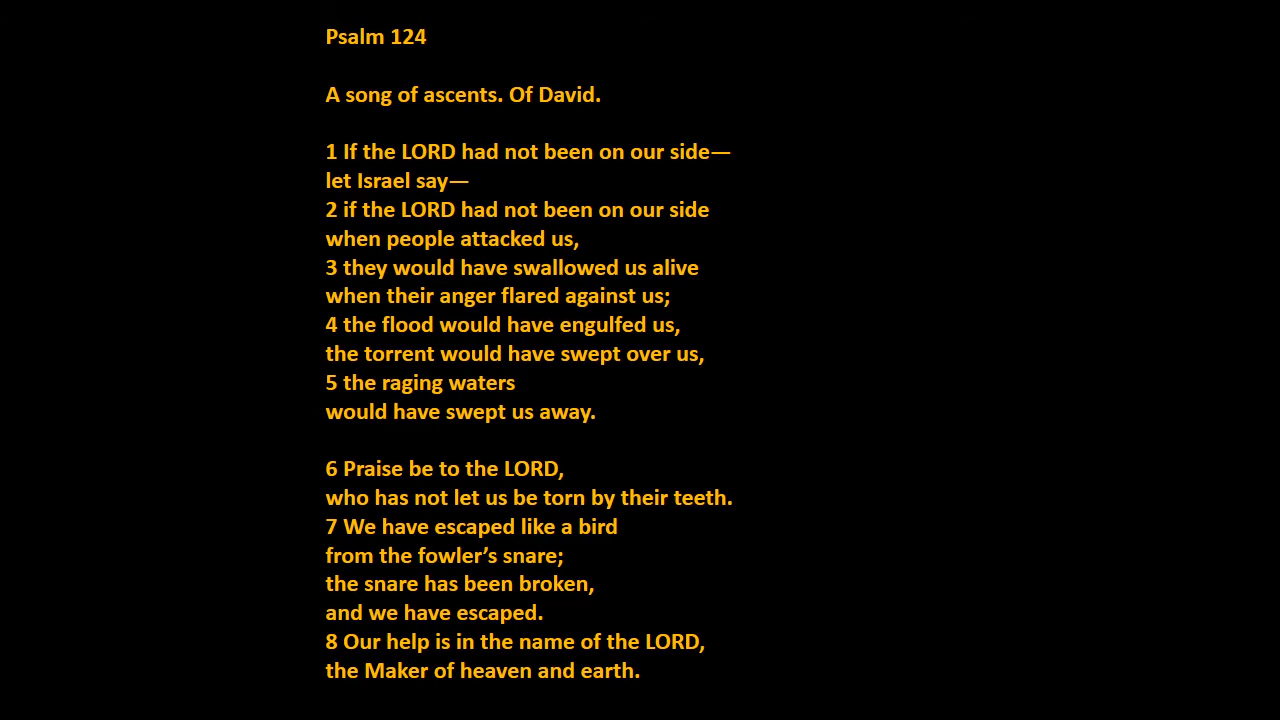 Psalm 124
A song of ascents. Of David.
1 If the LORD had not been on our side—
let Israel say—
2 if the LORD had not been on our side
when people attacked us,
3 they would have swallowed us alive
when their anger flared against us;
4 the flood would have engulfed us,
the torrent would have swept over us,
5 the raging waters
would have swept us away.
6 Praise be to the LORD,
who has not let us be torn by their teeth.
7 We have escaped like a bird
from the fowler’s snare;
the snare has been broken,
and we have escaped.
8 Our help is in the name of the LORD,
the Maker of heaven and earth.